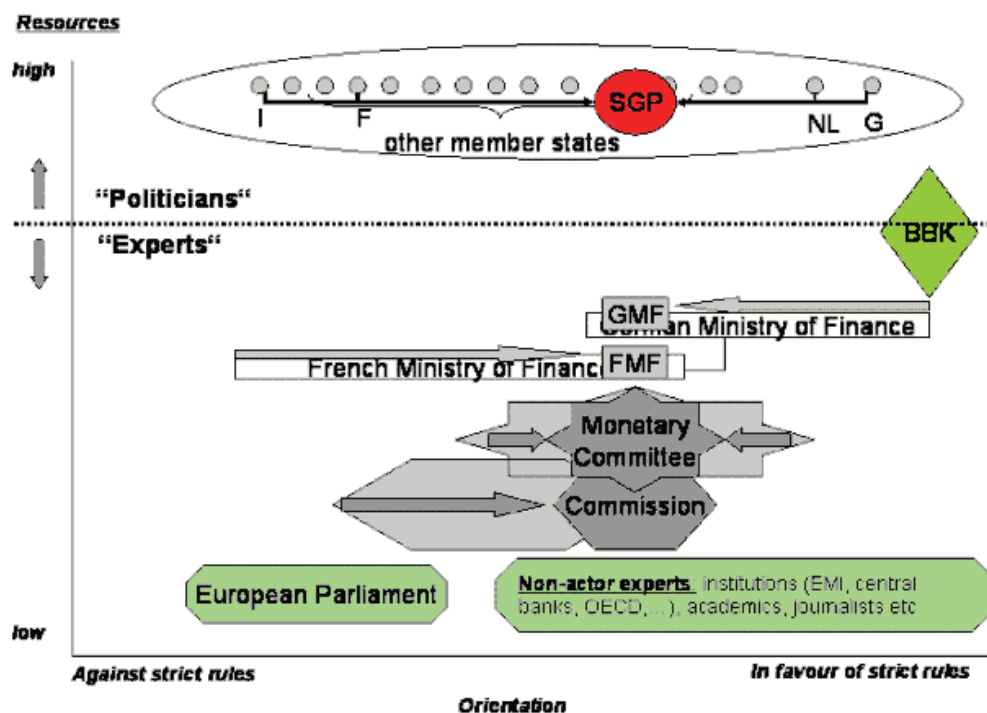 Resources
high
SGP
I
F
NL
G
other member states
"Politicians"
"Experts"
BBK
GMF
German Ministry of Finance
FMF
French Ministry of Finance
Monetary
Committee
Commission
European Parliament
Non-actor experts: institutions (EMI, central
banks, OECD,...), academics, journalists etc
low
Against strict rules
In favour of strict rules
Orientation